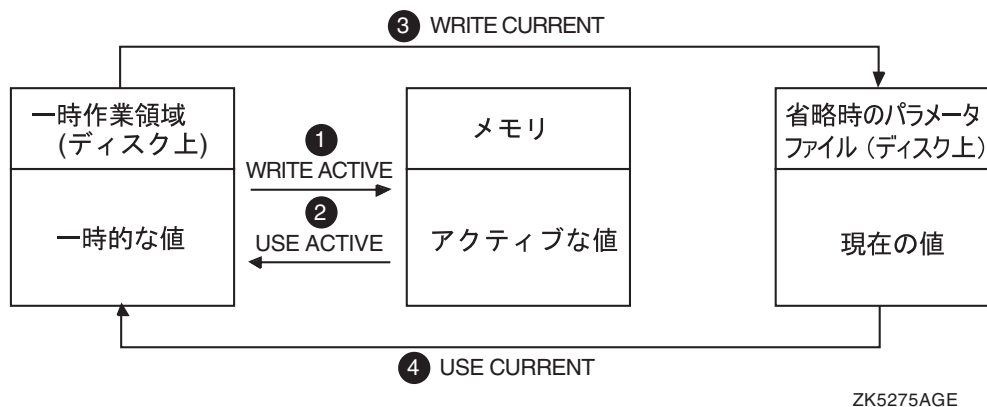 3 WRITE CURRENT
一時作業領域
(ディスク上)
1
WRITE ACTIVE
2
USE ACTIVE
一時的な値
メモリ
アクティブな値
省略時のパラメータ
ファイル (ディスク上)
現在の値
4 USE CURRENT
ZK5275AGE